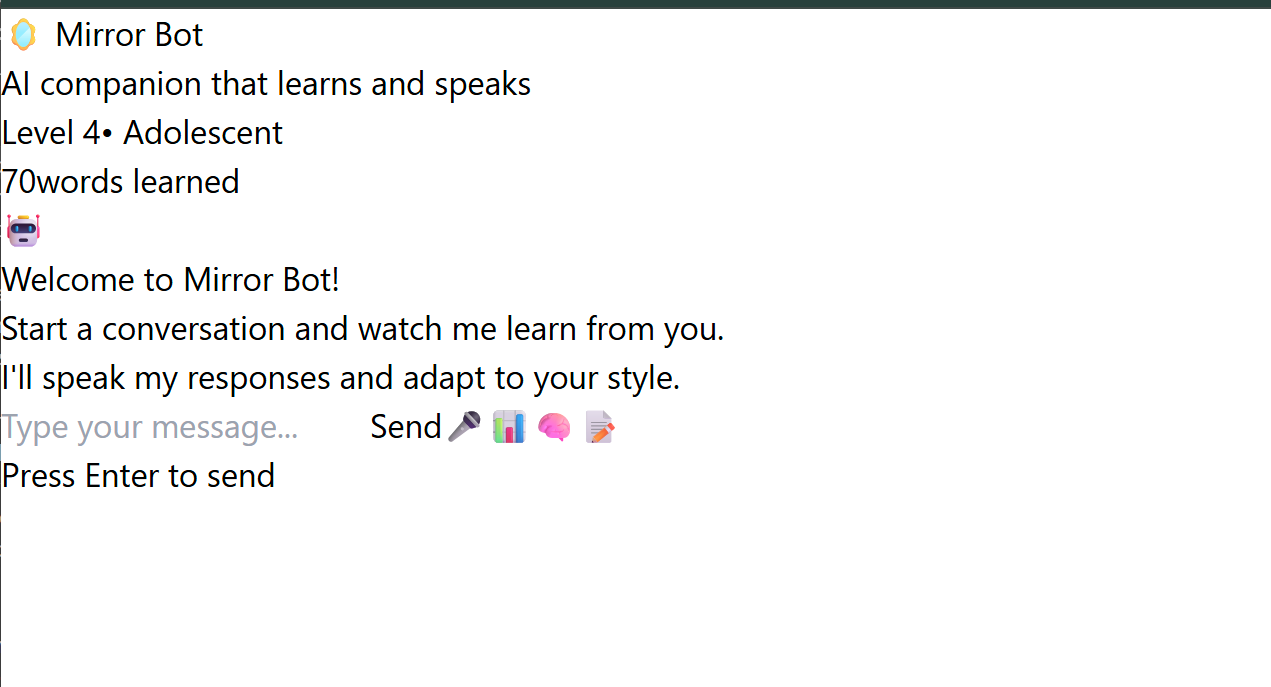 Mirror Bot
AI companion that learns and speaks
Level 4• Adolescent
70words learned
Welcome to Mirror Bot!
Start a conversation and watch me learn from you.
I'll speak my responses and adapt to your style.
Type your message... Send
Press Enter to send